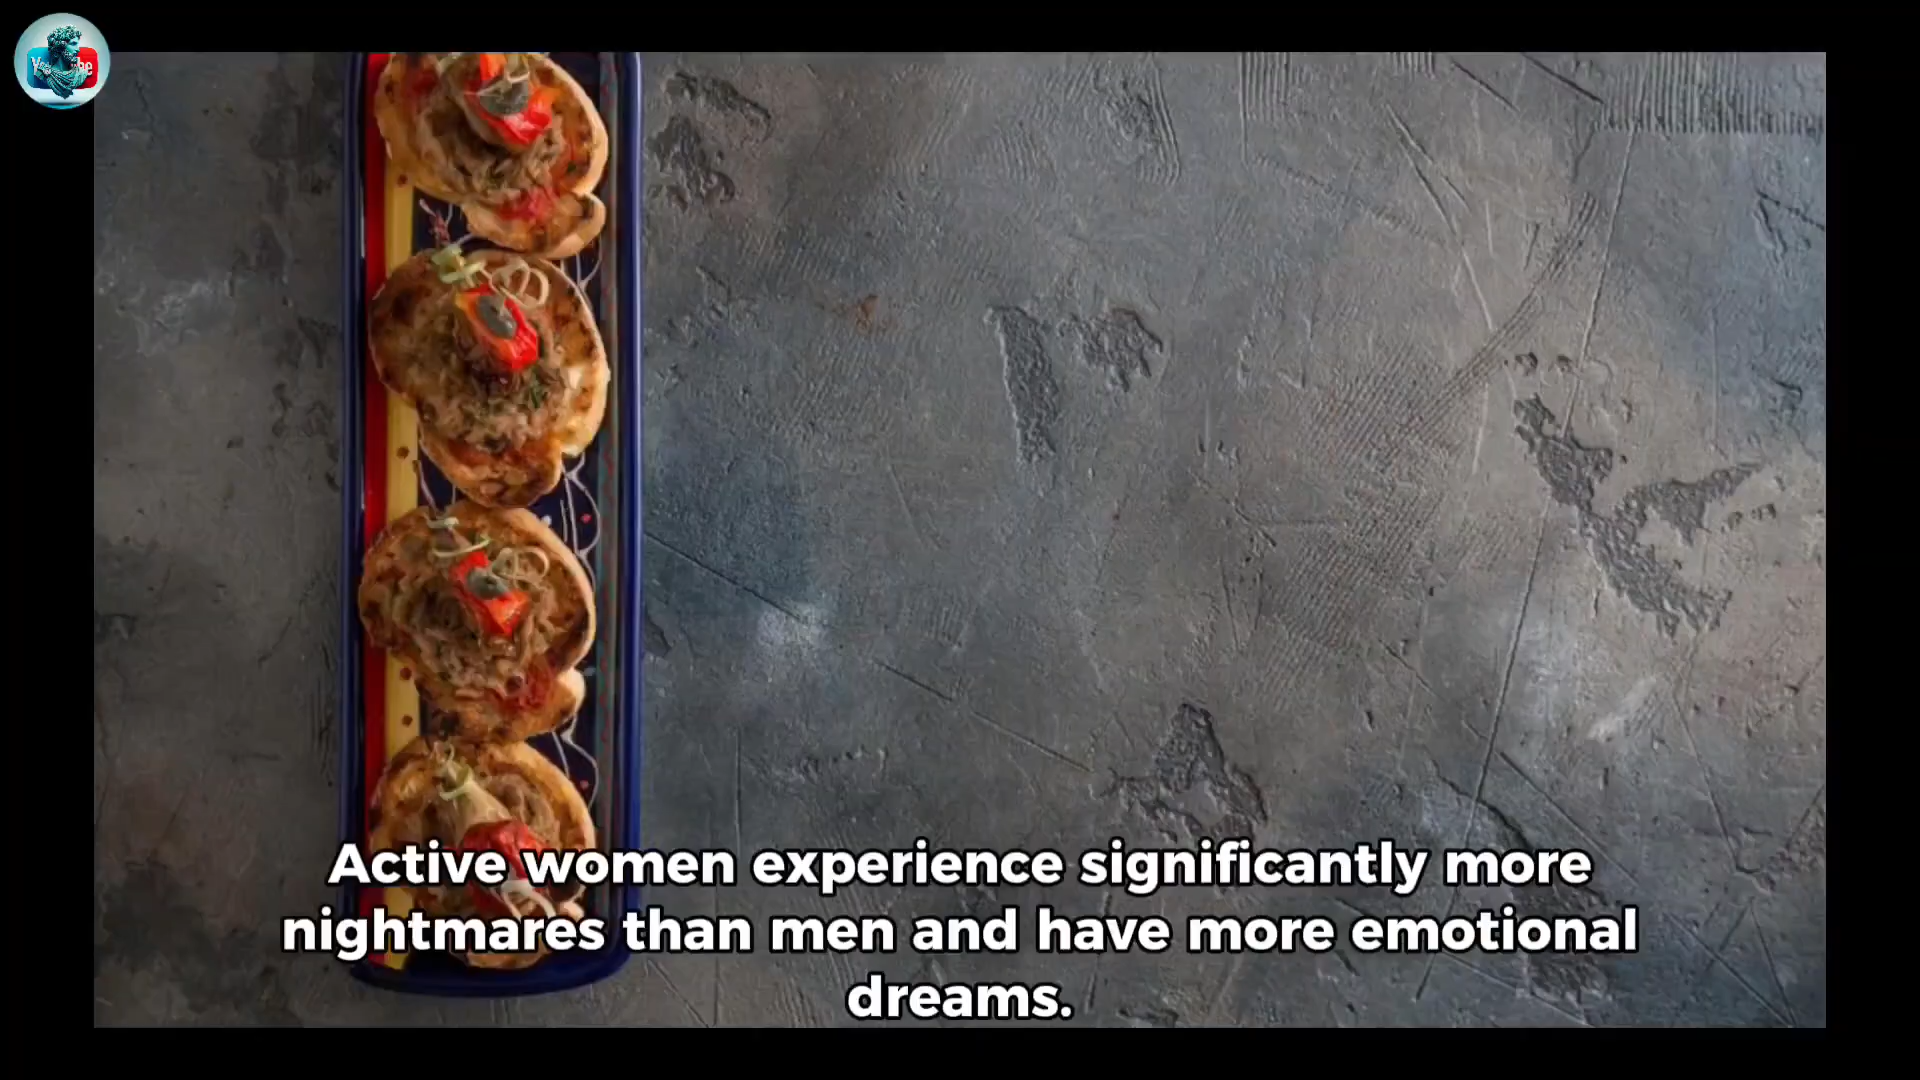 Active women experience significantly more
nightmares than men and have more emotional
dreams.